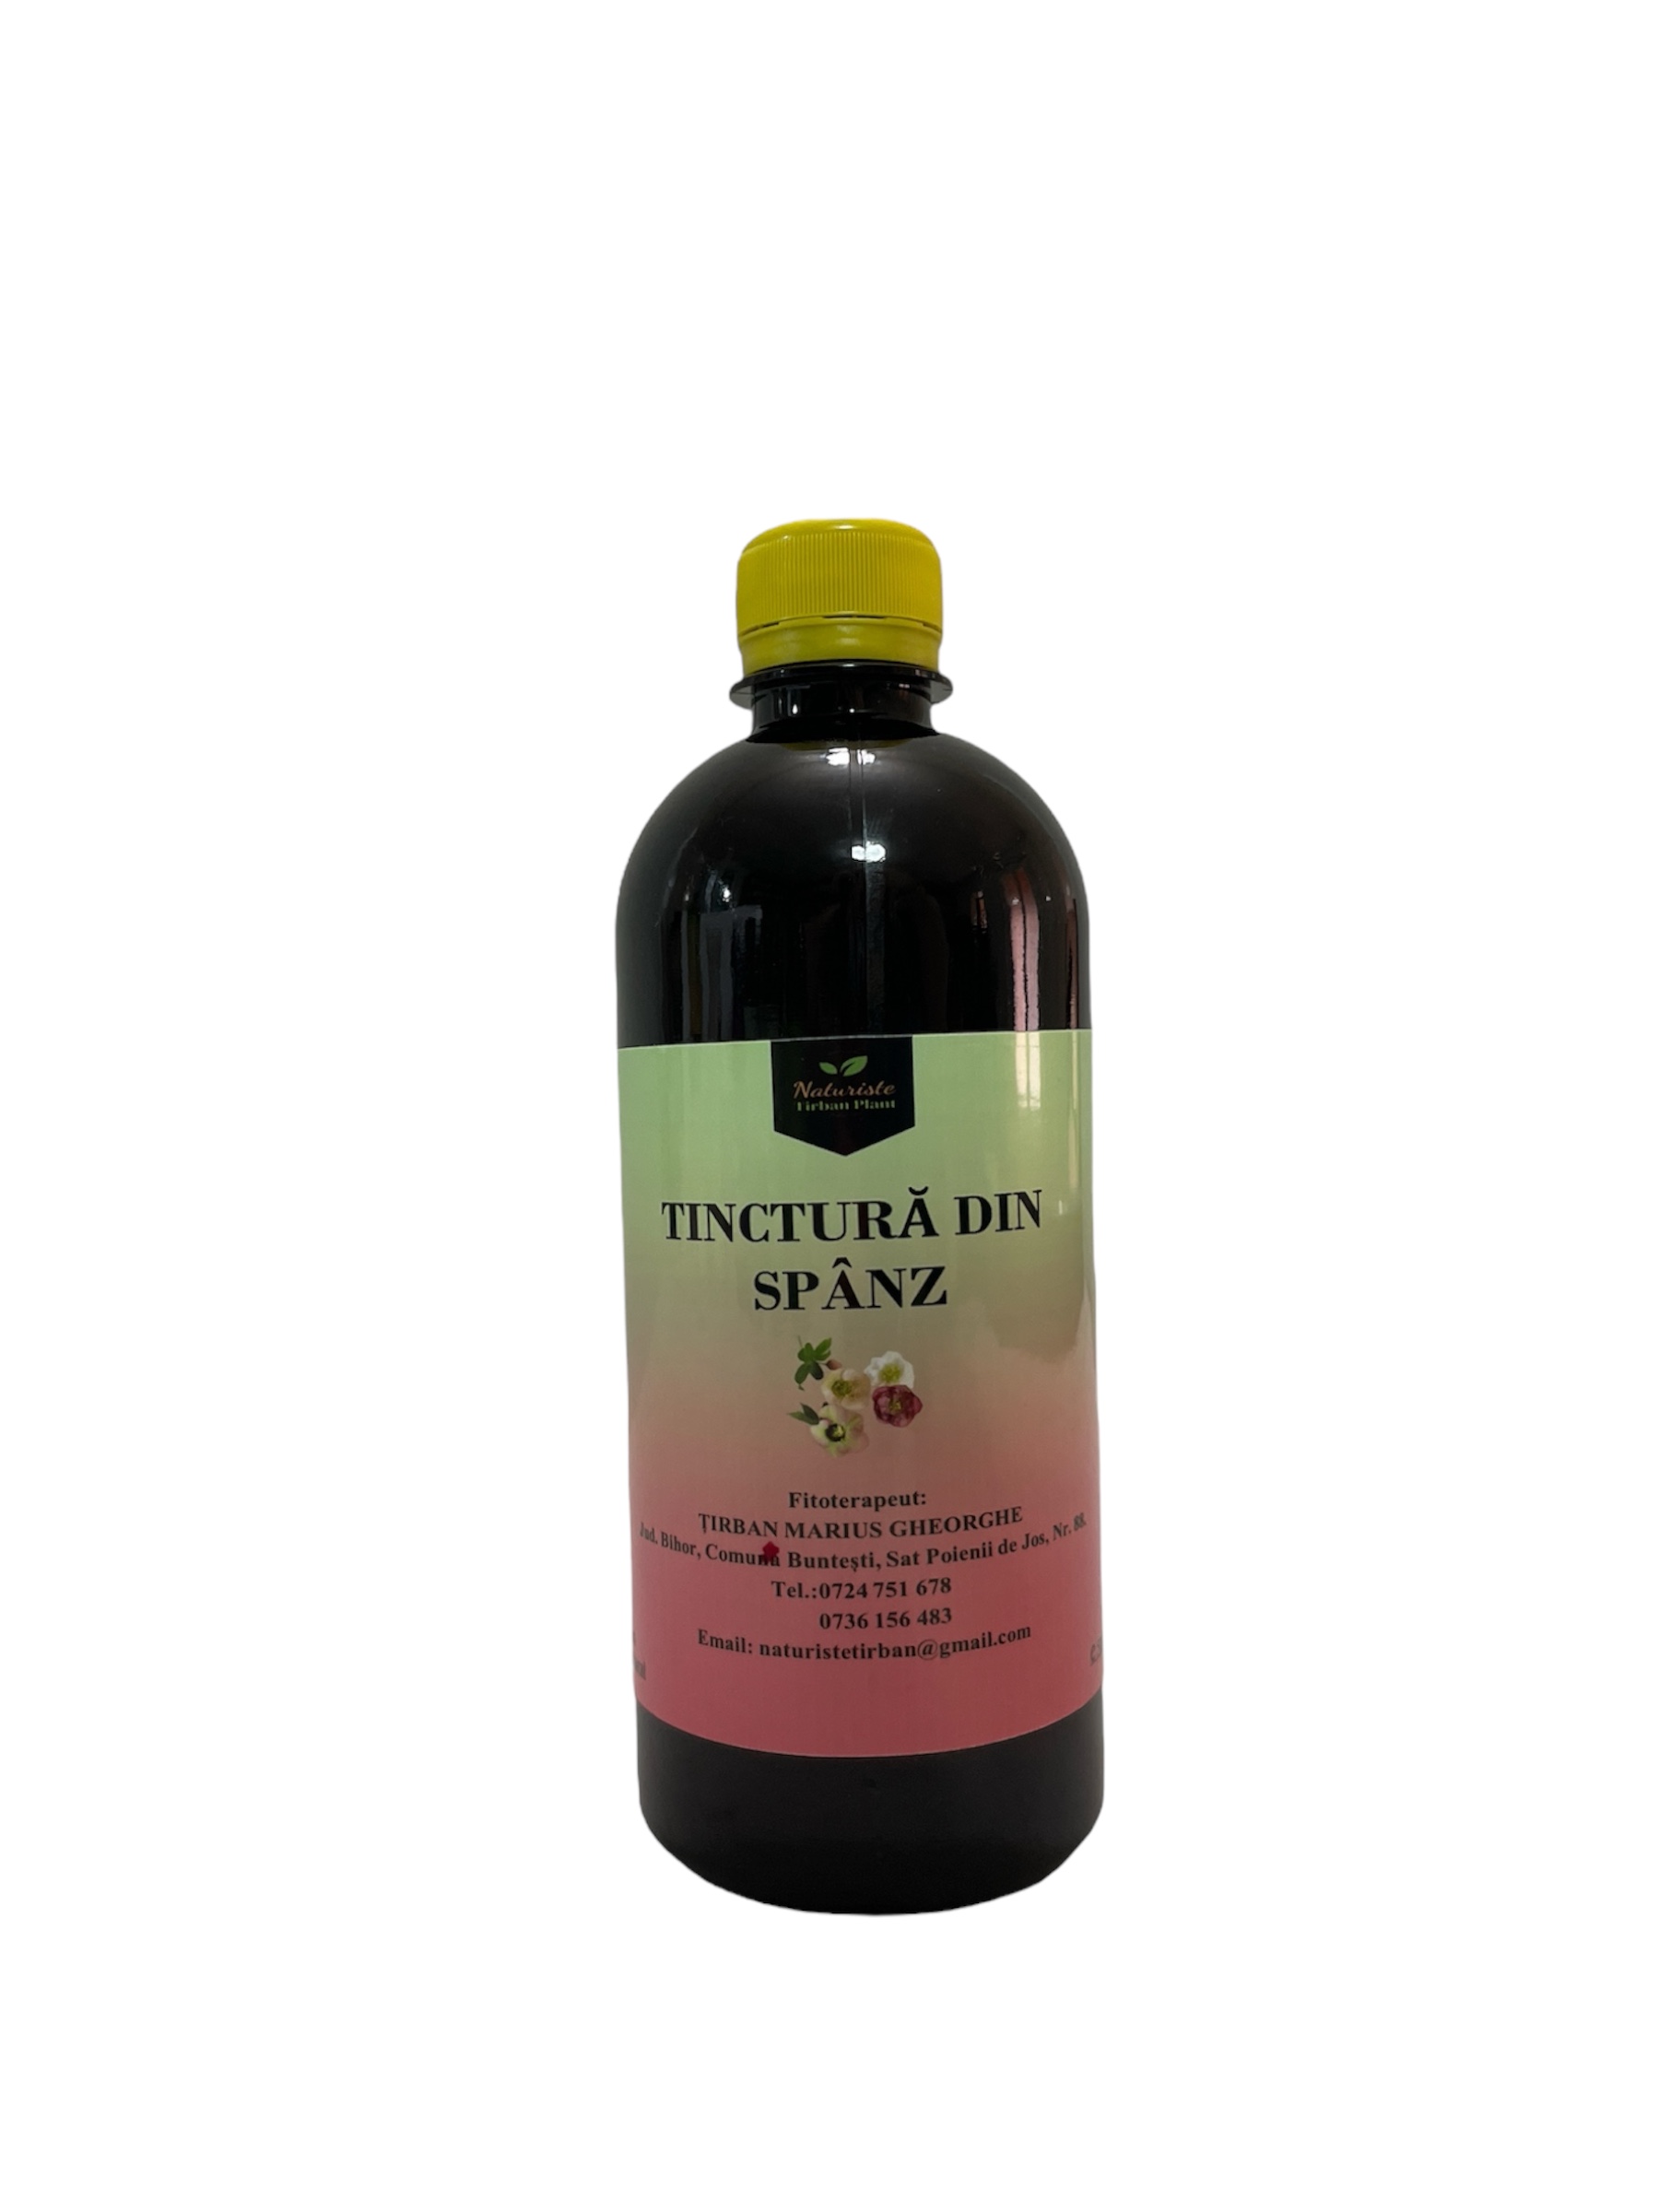 Naturiste
Tirban Plant
TINCTURĂ DIN
SPÂNZ
Fitoterapeut:
ȚIRBAN MARIUS GHEORGHE
Jud. Bihor, Comuna Buntești, Sat Poienii de Jos, Nr. 88.
Tel.:0724 751 678
0736 156 483
Email: naturistetirban@gmail.com